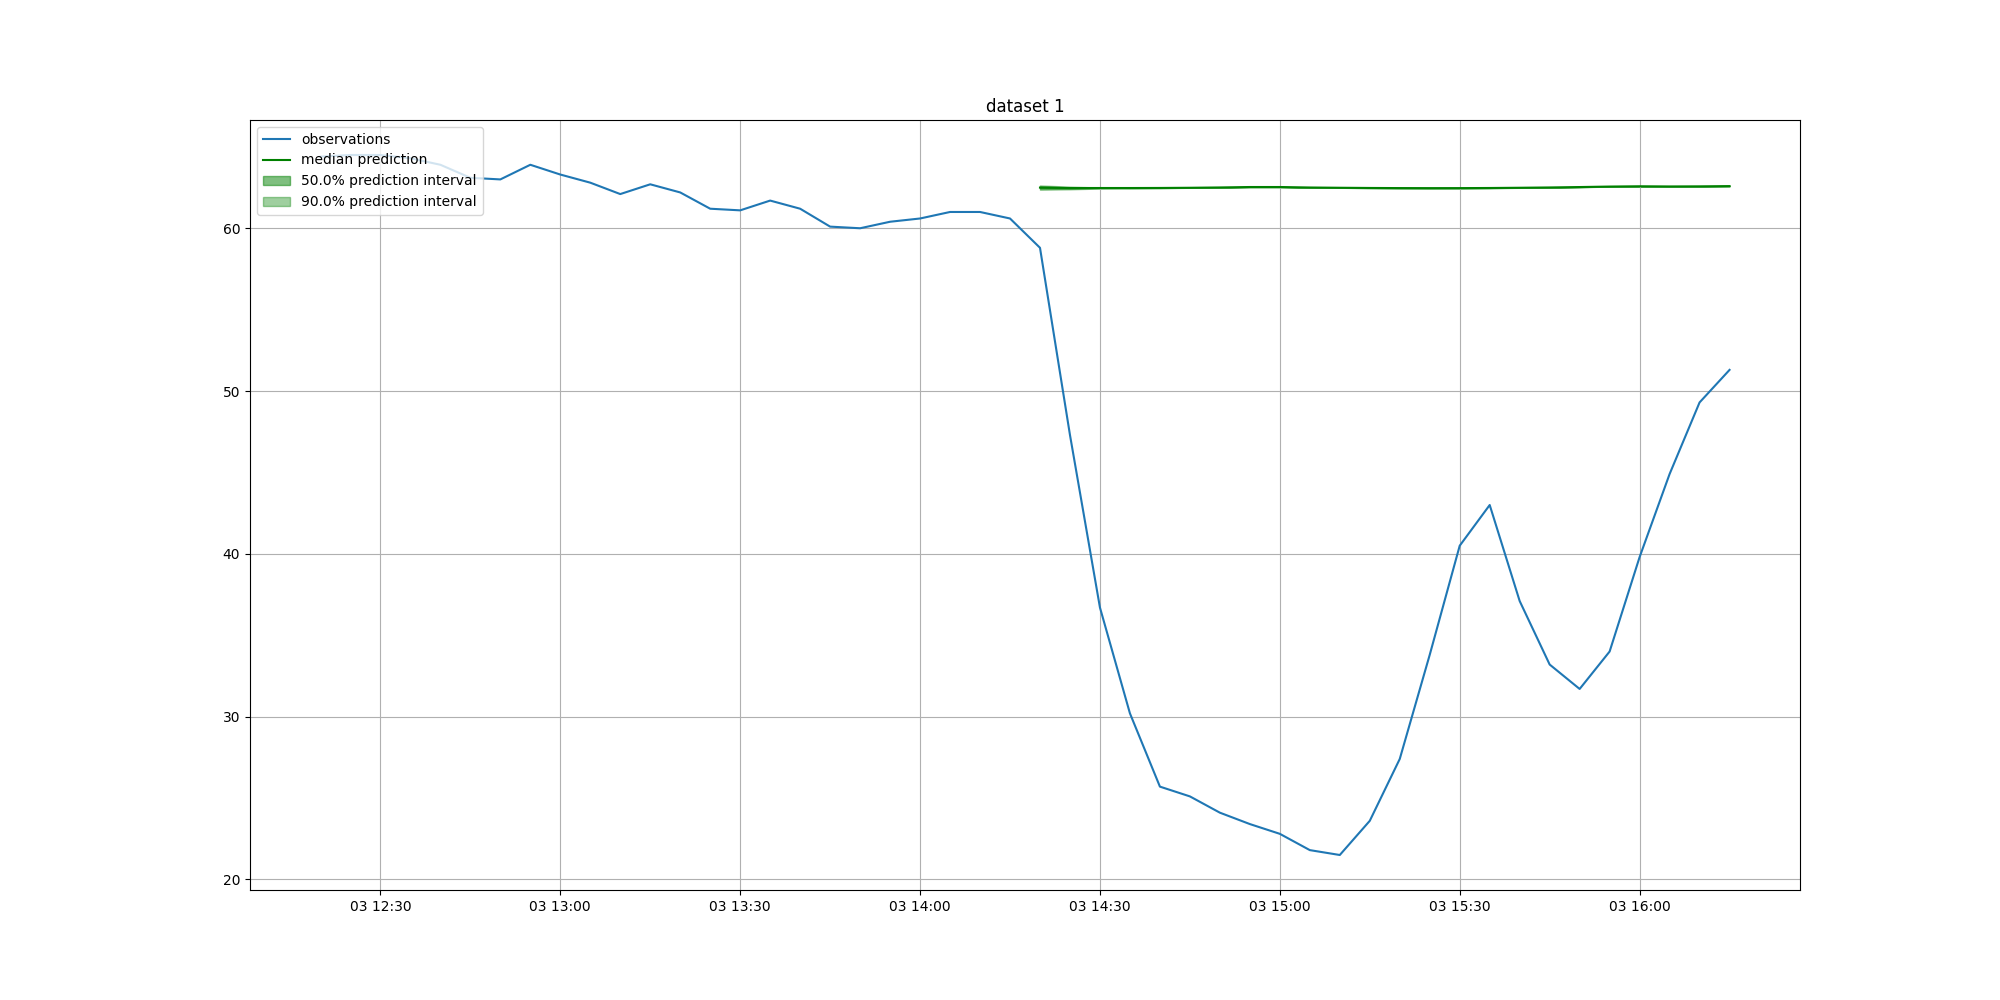 dataset 1
observations
median prediction
50.0% prediction interval
90.0% prediction interval
60
50
40
30
20
03 12:30 03 13:00 03 13:30 03 14:00 03 14:30 03 15:00 03 15:30 03 16:00